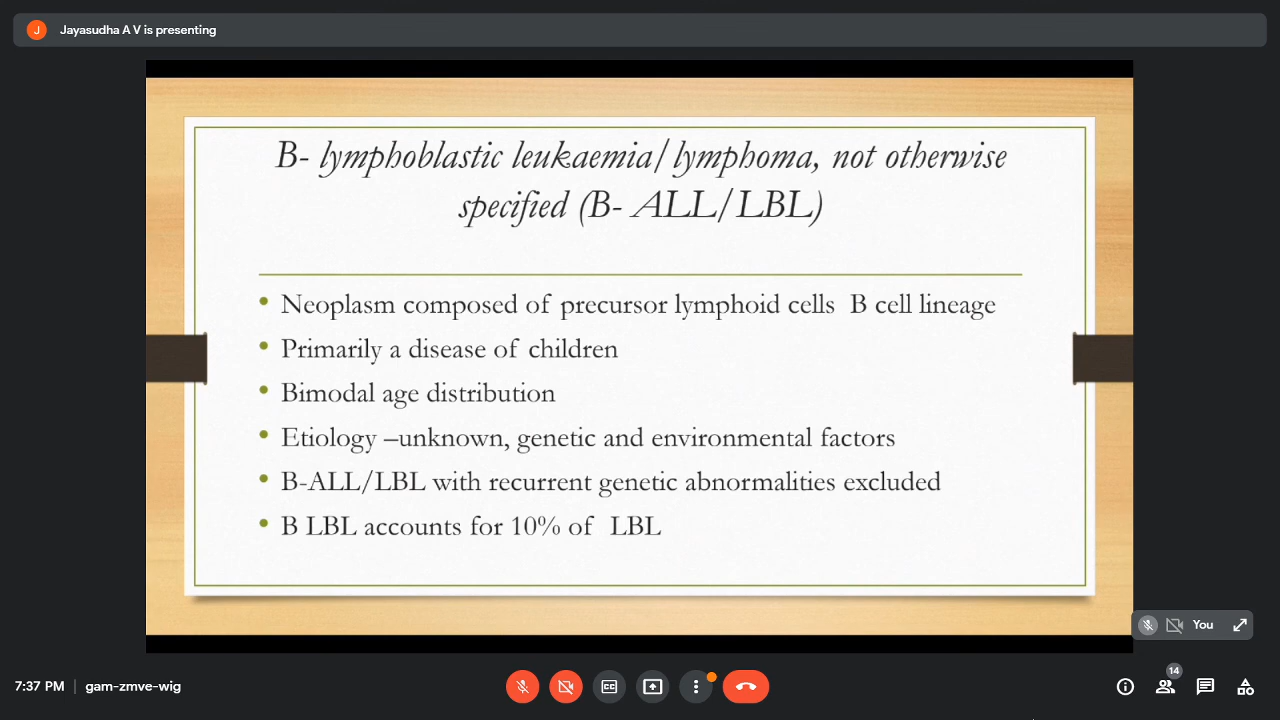 J Jayasudha A V is presenting
B- lymphoblastic leukaemia/lymphoma, not otherwise
specified (B- ALL/LBL)
• Neoplasm composed of precursor lymphoid cells B cell lineage
• Primarily a disease of children
• Bimodal age distribution
• Etiology –unknown, genetic and environmental factors
• B-ALL/LBL with recurrent genetic abnormalities excluded
• B LBL accounts for 10% of LBL
You
14
7:37 PM | gam-zmve-wig
CC